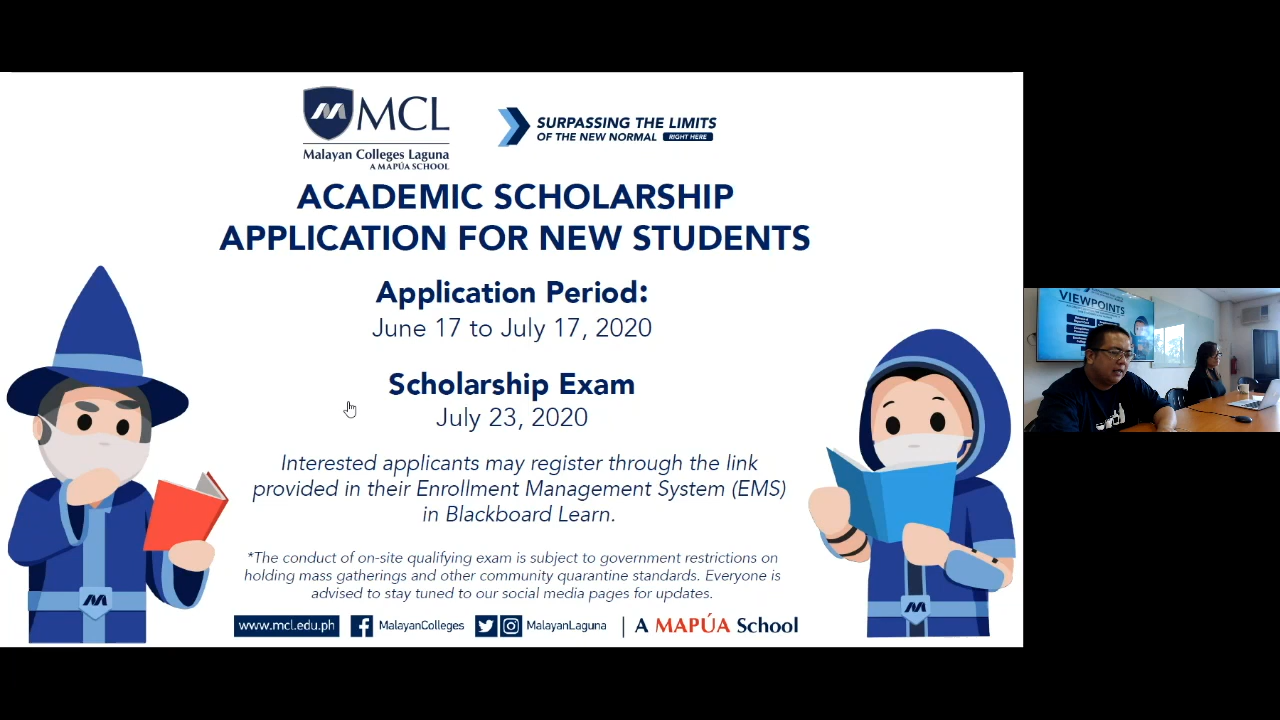 MCL
Malayan Colleges Laguna
A MAPÚA SCHOOL
SURPASSING THE LIMITS
OF THE NEW NORMAL RIGHT HERE
ACADEMIC SCHOLARSHIP
APPLICATION FOR NEW STUDENTS
Application Period:
June 17 to July 17, 2020
Scholarship Exam
July 23, 2020
Interested applicants may register through the link
provided in their Enrollment Management System (EMS)
in Blackboard Learn.
*The conduct of on-site qualifying exam is subject to government restrictions on
holding mass gatherings and other community quarantine standards. Everyone is
advised to stay tuned to our social media pages for updates.
www.mcl.edu.ph MalayanColleges MalayanLaguna | A MAPÚA School
VIEWPOINTS